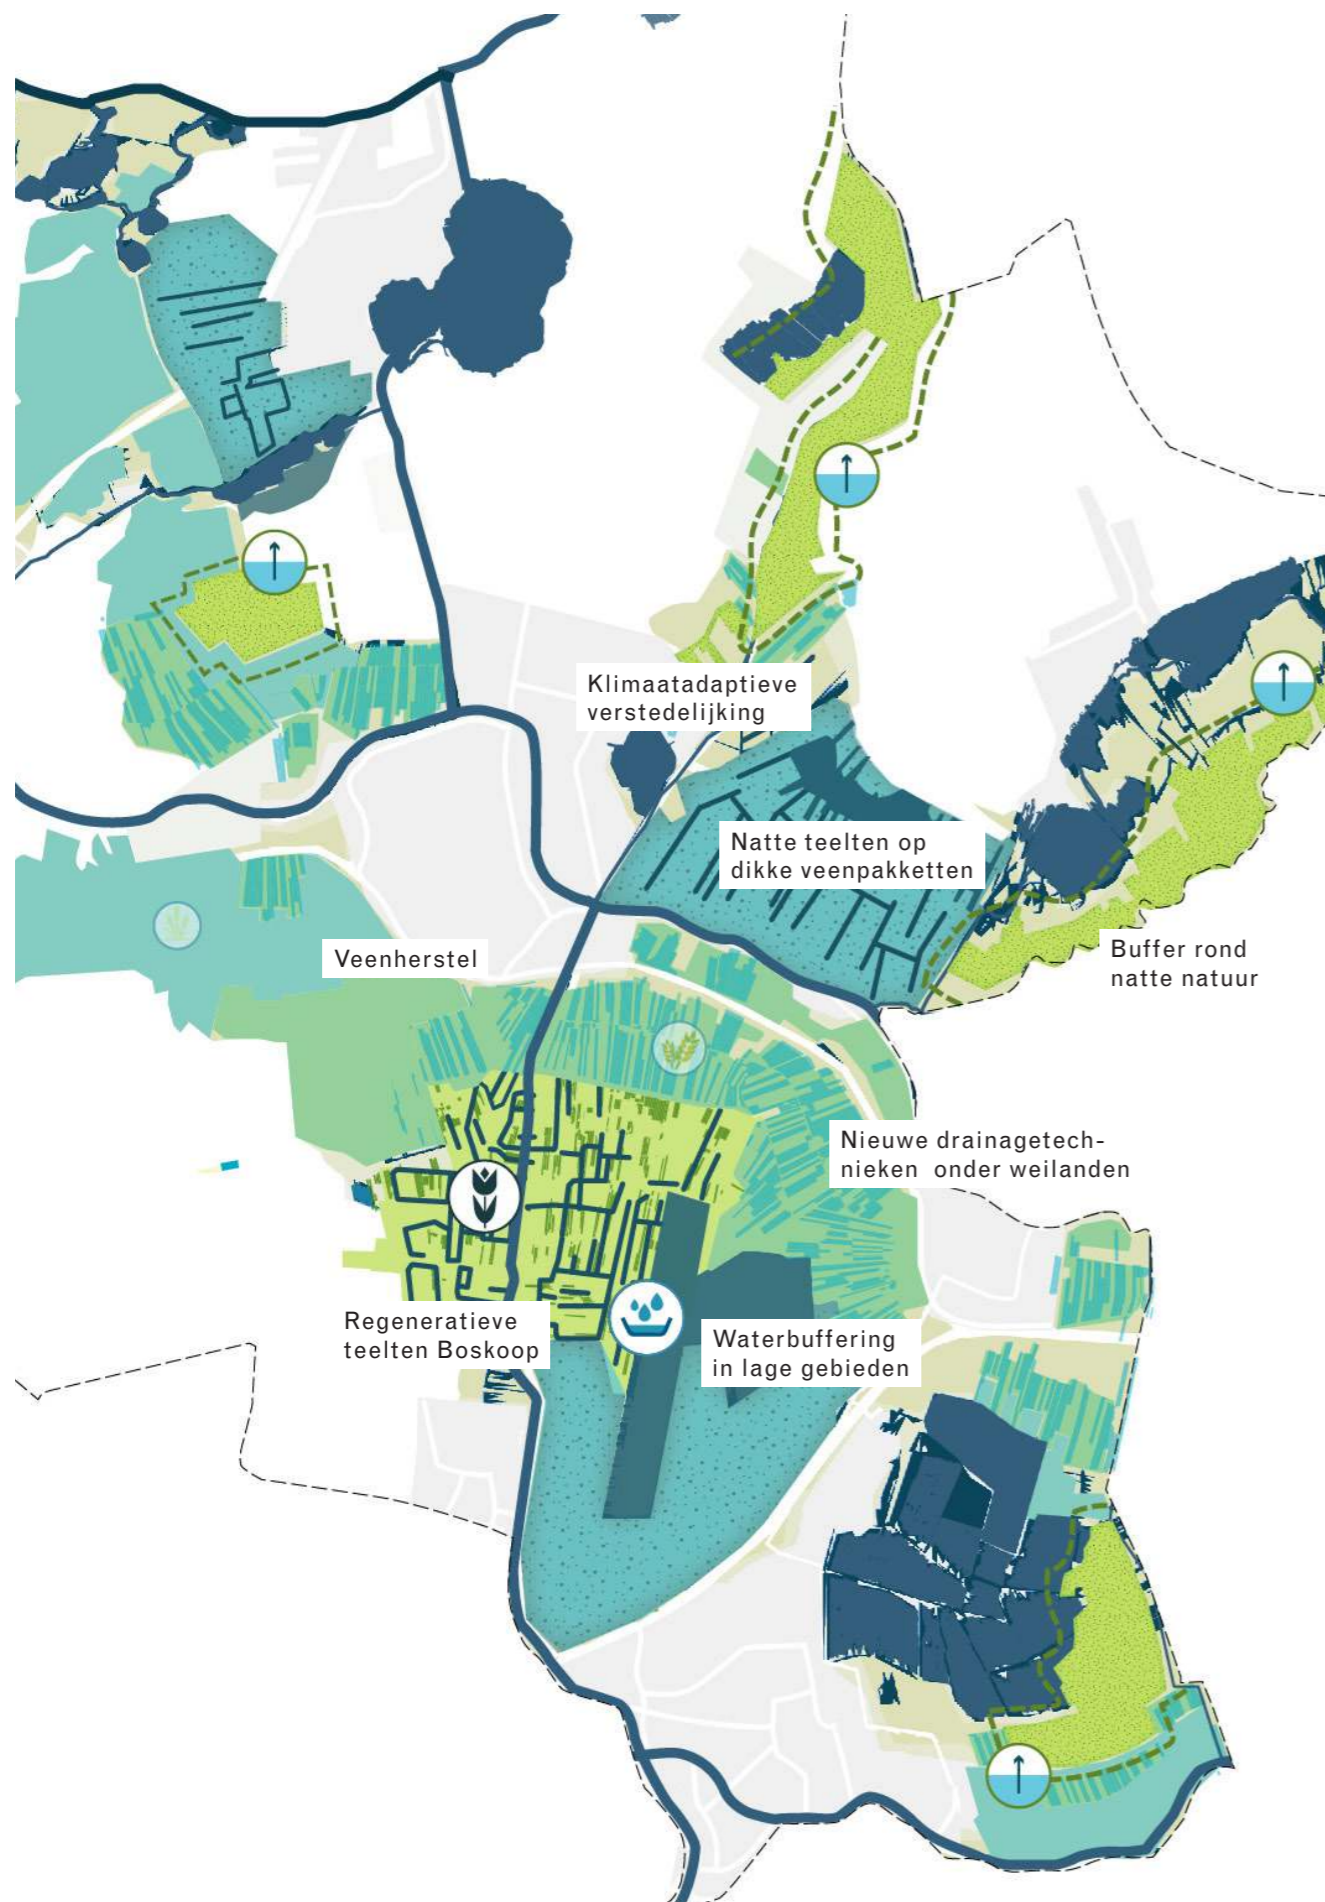 Klimaatadaptieve
verstedelijking
Natte teelten op
dikke veenpakketten
Veenherstel
Buffer rond
natte natuur
Nieuwe drainagetech-
nieken onder weilanden
Regeneratieve
teelten Boskoop
Waterbuffering
in lage gebieden